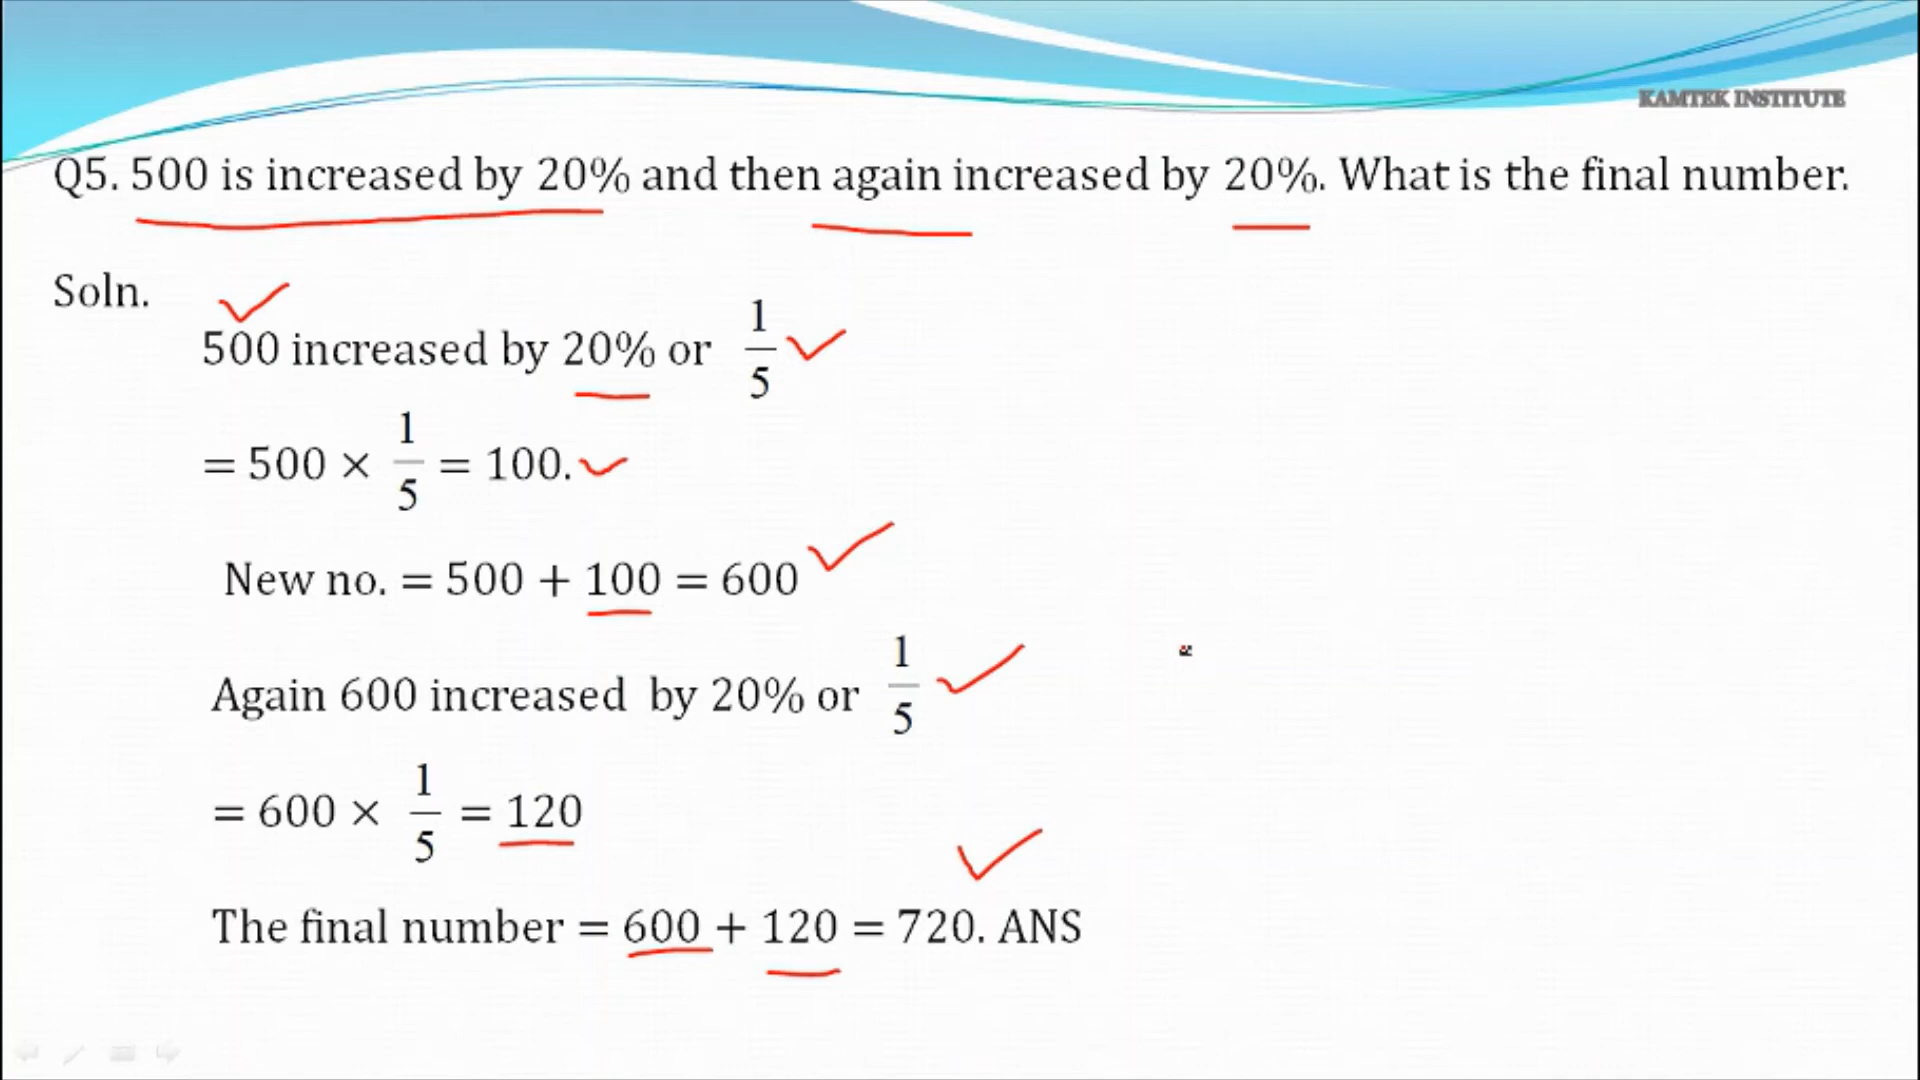 KAMTEK INSTITUTE
Q5. 500 is increased by 20% and then again increased by 20%. What is the final number.
Soln.
500 increased by 20% or 1/5
= 500 × 1/5 = 100.
New no. = 500 + 100 = 600
Again 600 increased by 20% or 1/5
= 600 × 1/5 = 120
The final number = 600 + 120 = 720. ANS